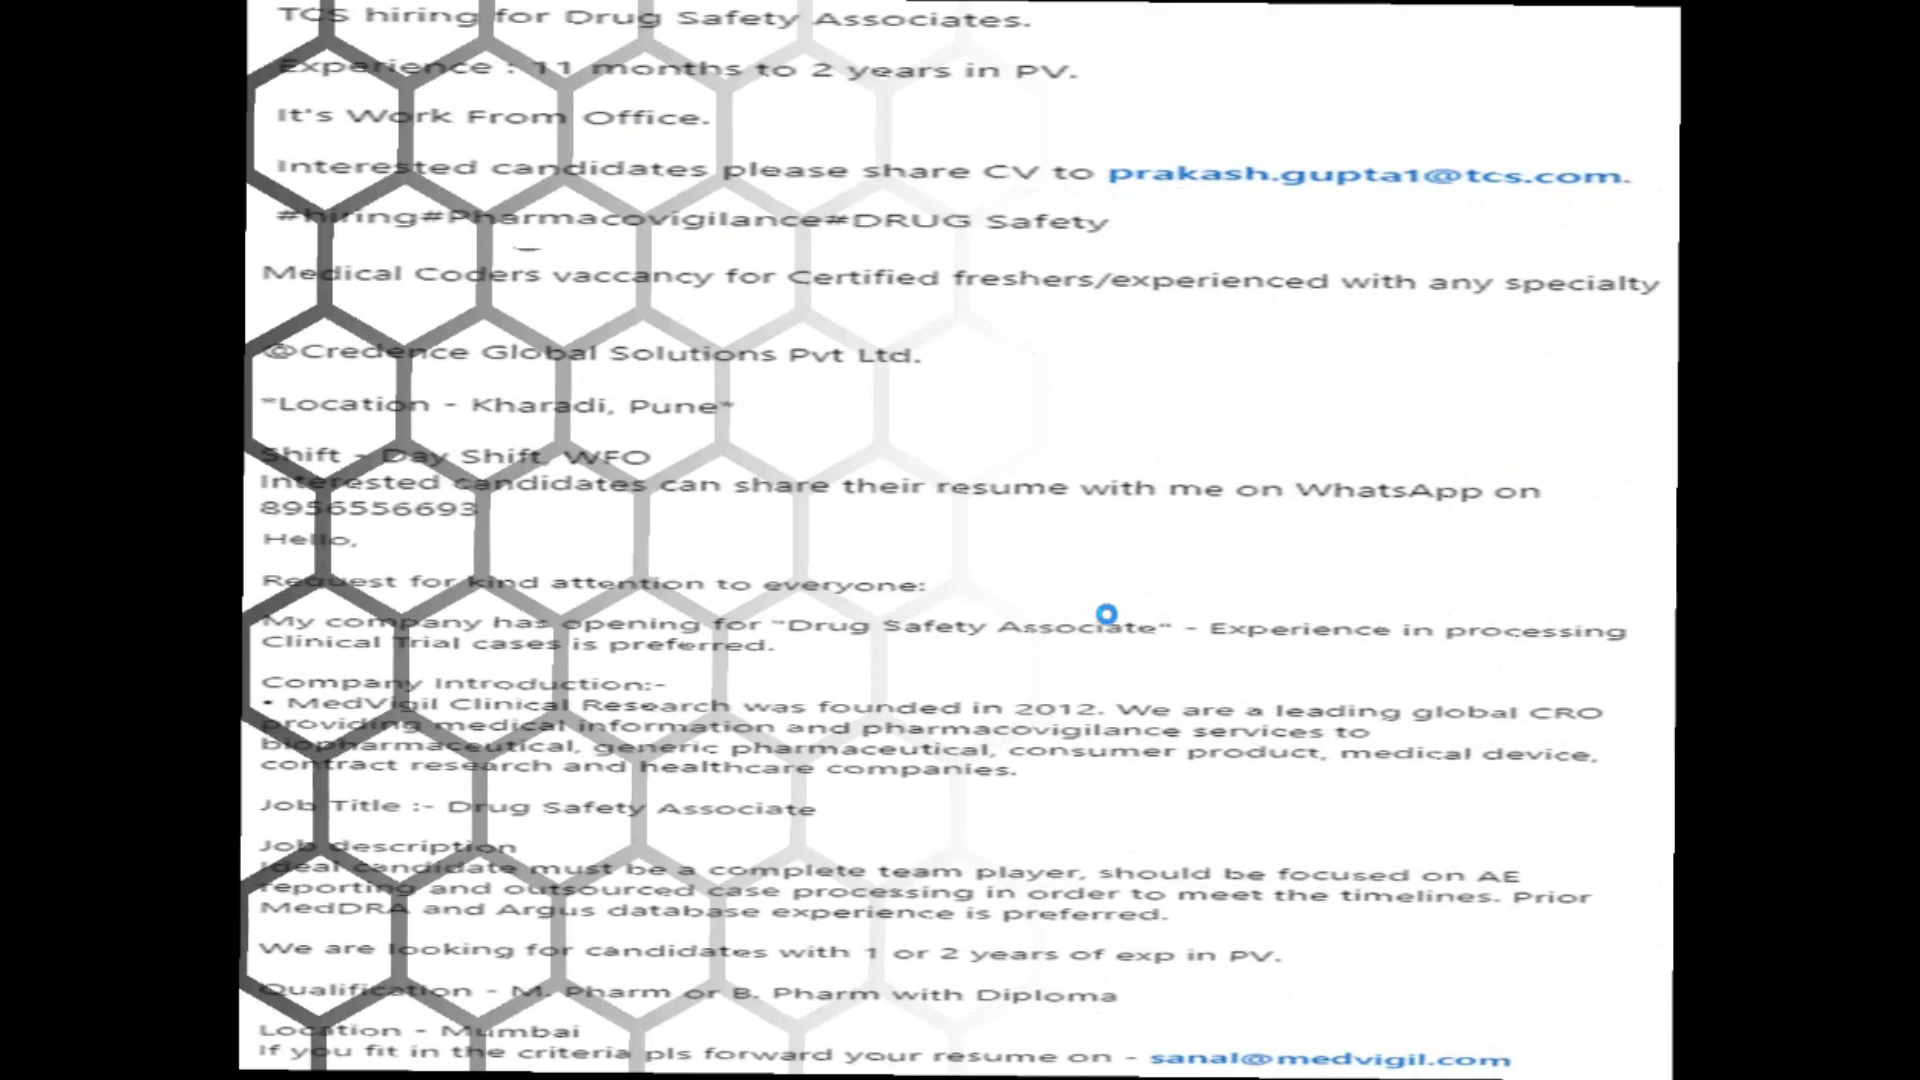 TCS hiring for Drug Safety Associates.
Experience : 11 months to 2 years in PV.
It's Work From Office.
Interested candidates please share CV to prakash.gupta1@tcs.com.
#hiring#Pharmacovigilance#DRUG Safety
Medical Coders vaccancy for Certified freshers/experienced with any specialty
@Credence Global Solutions Pvt Ltd.
*Location - Kharadi, Pune*
Shift - Day Shift, WFO
Interested candidates can share their resume with me on WhatsApp on
8956556693
Hello,
Request for kind attention to everyone:
My company has opening for "Drug Safety Associate" - Experience in processing
Clinical Trial cases is preferred.
Company Introduction:-
• MedVigil Clinical Research was founded in 2012. We are a leading global CRO
providing medical information and pharmacovigilance services to
biopharmaceutical, generic pharmaceutical, consumer product, medical device,
contract research and healthcare companies.
Job Title :- Drug Safety Associate
Job description
Ideal candidate must be a complete team player, should be focused on AE
reporting and outsourced case processing in order to meet the timelines. Prior
MedDRA and Argus database experience is preferred.
We are looking for candidates with 1 or 2 years of exp in PV.
Qualification - M. Pharm or B. Pharm with Diploma
Location - Mumbai
If you fit in the criteria pls forward your resume on - sanal@medvigil.com